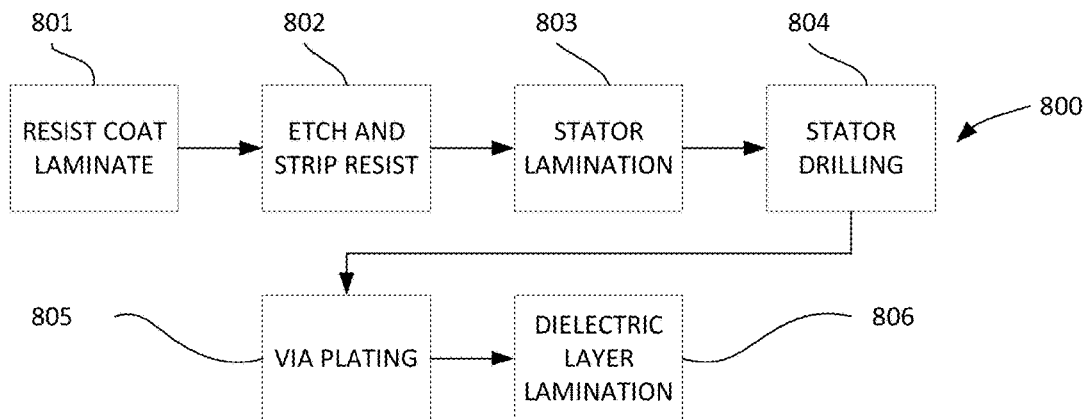 801
802
803
804
RESIST COAT
LAMINATE
ETCH AND
STRIP RESIST
STATOR
LAMINATION
STATOR
DRILLING
800
805
VIA PLATING
DIELECTRIC
LAYER
LAMINATION
806